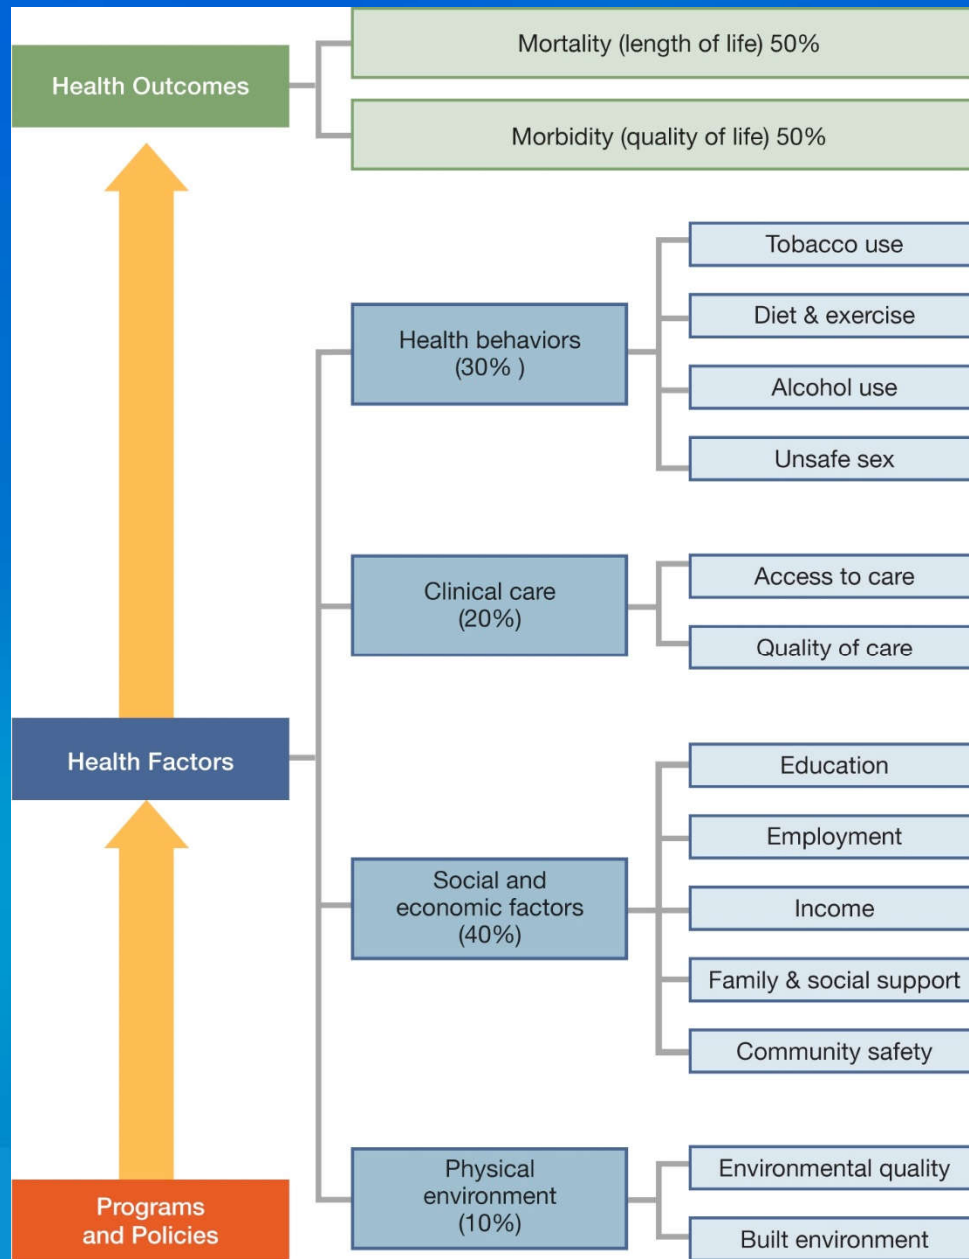 Health Outcomes
Mortality (length of life) 50%
Morbidity (quality of life) 50%
Tobacco use
Health behaviors
(30% )
Diet & exercise
Alcohol use
Unsafe sex
Access to care
Clinical care
(20%)
Quality of care
Health Factors
Education
Employment
Social and
economic factors
(40%)
Income
Family & social support
Community safety
Physical
environment
(10%)
Environmental quality
Built environment
Programs
and Policies